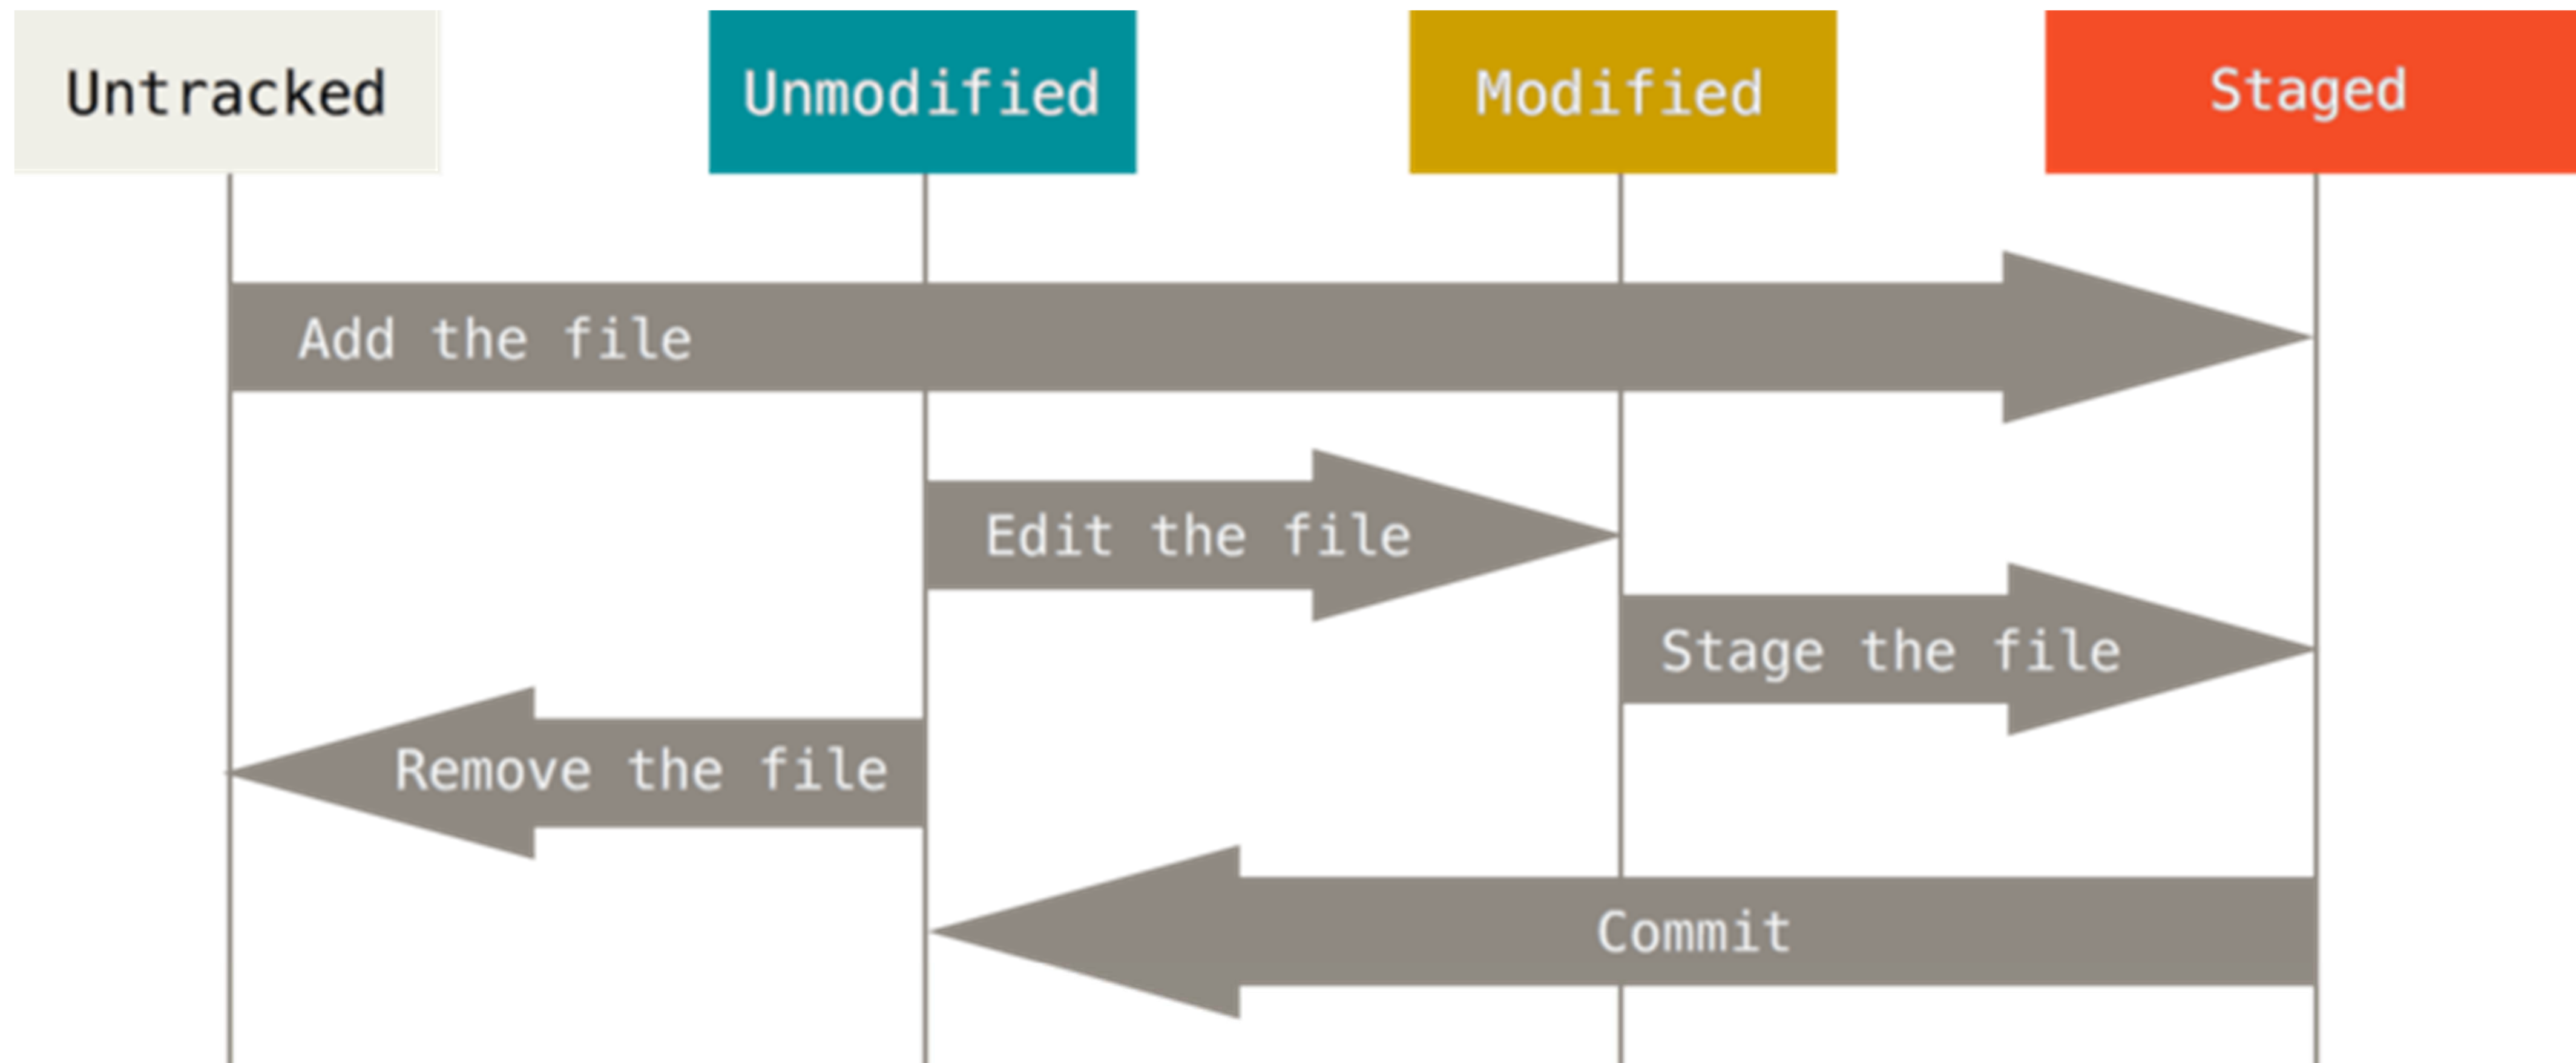 Untracked
Unmodified
Modified
Staged
Add the file
Edit the file
Stage the file
Remove the file
Commit